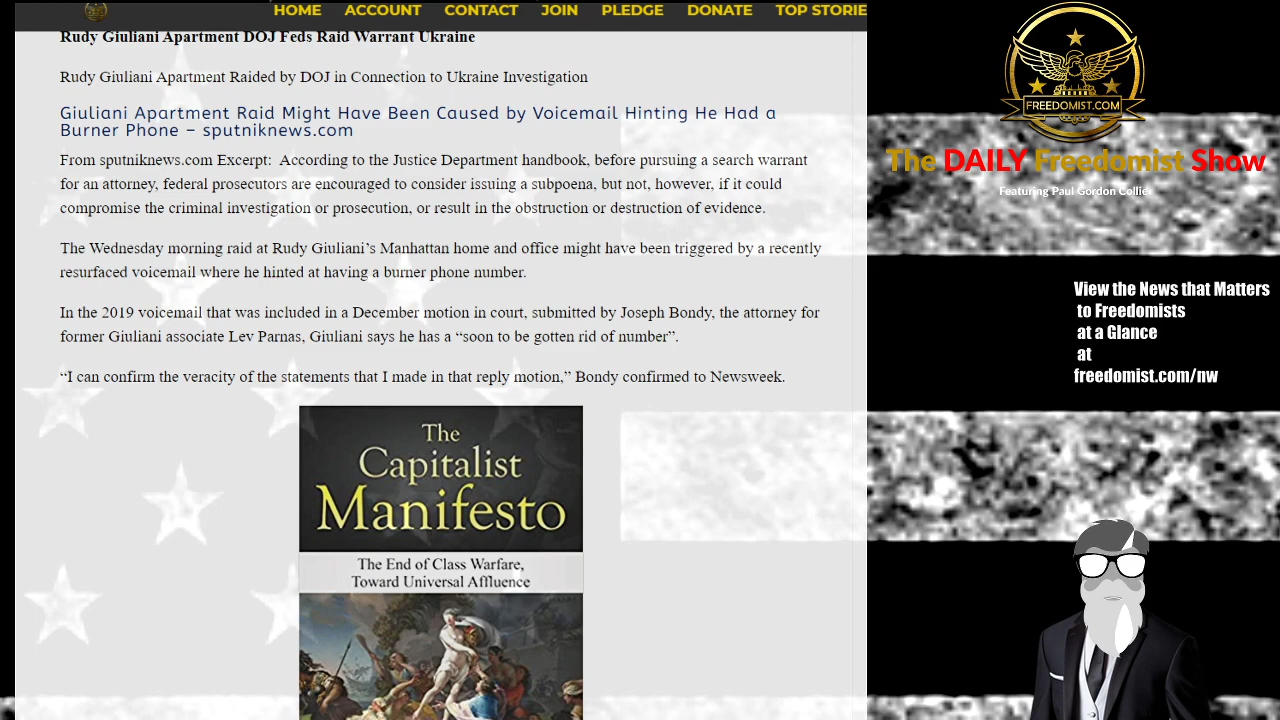 HOME ACCOUNT CONTACT JOIN PLEDGE DONATE TOP STORIE
Rudy Giuliani Apartment DOJ Feds Raid Warrant Ukraine
Rudy Giuliani Apartment Raided by DOJ in Connection to Ukraine Investigation
Giuliani Apartment Raid Might Have Been Caused by Voicemail Hinting He Had a
Burner Phone – sputniknews.com
From sputniknews.com Excerpt: According to the Justice Department handbook, before pursuing a search warrant
for an attorney, federal prosecutors are encouraged to consider issuing a subpoena, but not, however, if it could
compromise the criminal investigation or prosecution, or result in the obstruction or destruction of evidence.
The Wednesday morning raid at Rudy Giuliani’s Manhattan home and office might have been triggered by a recently
resurfaced voicemail where he hinted at having a burner phone number.
In the 2019 voicemail that was included in a December motion in court, submitted by Joseph Bondy, the attorney for
former Giuliani associate Lev Parnas, Giuliani says he has a “soon to be gotten rid of number”.
“I can confirm the veracity of the statements that I made in that reply motion,” Bondy confirmed to Newsweek.
The
Capitalist
Manifesto
The End of Class Warfare,
Toward Universal Affluence
FREEDOMIST.COM
The DAILY Freedomist Show
Featuring Paul Gordon Collie
View the News that Matters
to Freedomists
at a Glance
at
freedomist.com/nw